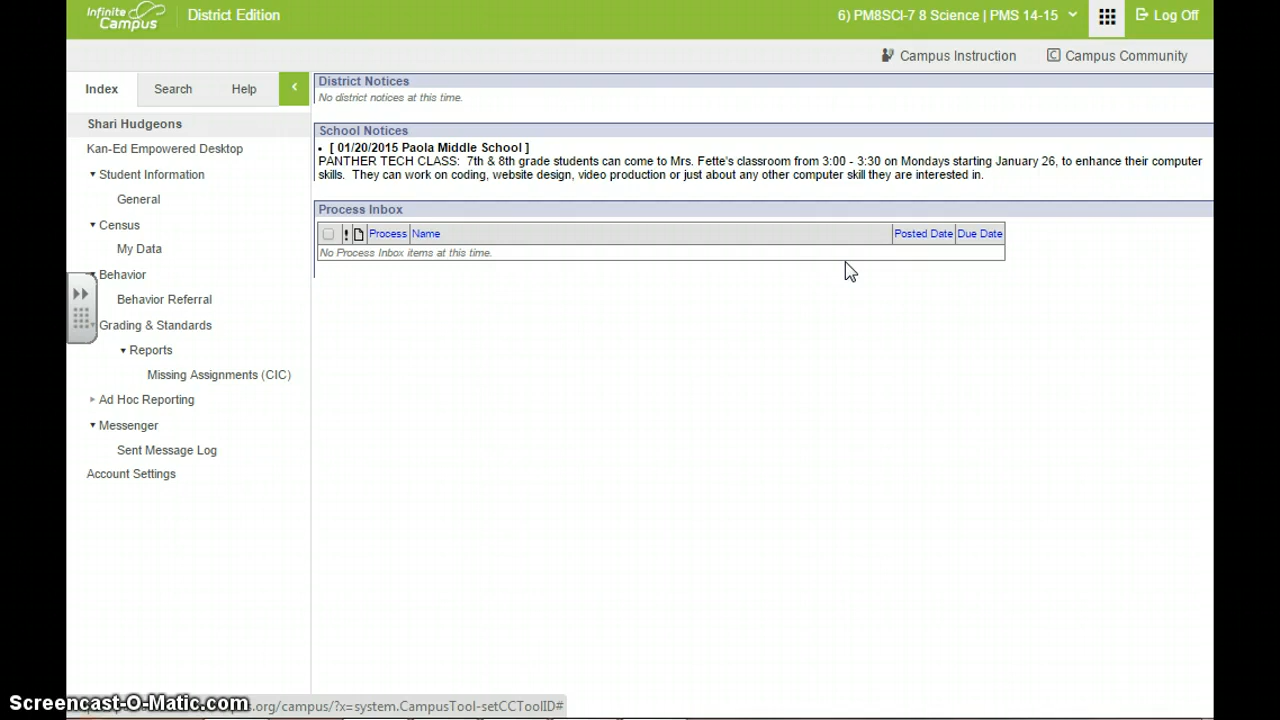 Infinite Campus
District Edition
6) PM8SCI-7 8 Science | PMS 14-15
Log Off
Campus Instruction
Campus Community
Index
Search
Help
Shari Hudgeons
Kan-Ed Empowered Desktop
Student Information
General
Census
My Data
Behavior
Behavior Referral
Grading & Standards
Reports
Missing Assignments (CIC)
Ad Hoc Reporting
Messenger
Sent Message Log
Account Settings
District Notices
No district notices at this time.
School Notices
• [ 01/20/2015 Paola Middle School ]
PANTHER TECH CLASS: 7th & 8th grade students can come to Mrs. Fette's classroom from 3:00 - 3:30 on Mondays starting January 26, to enhance their computer
skills. They can work on coding, website design, video production or just about any other computer skill they are interested in.
Process Inbox
! Process Name Posted Date Due Date
No Process Inbox items at this time.
Screencast-O-Matic.com
.org/campus/?x=system.CampusTool-setCCToolID#